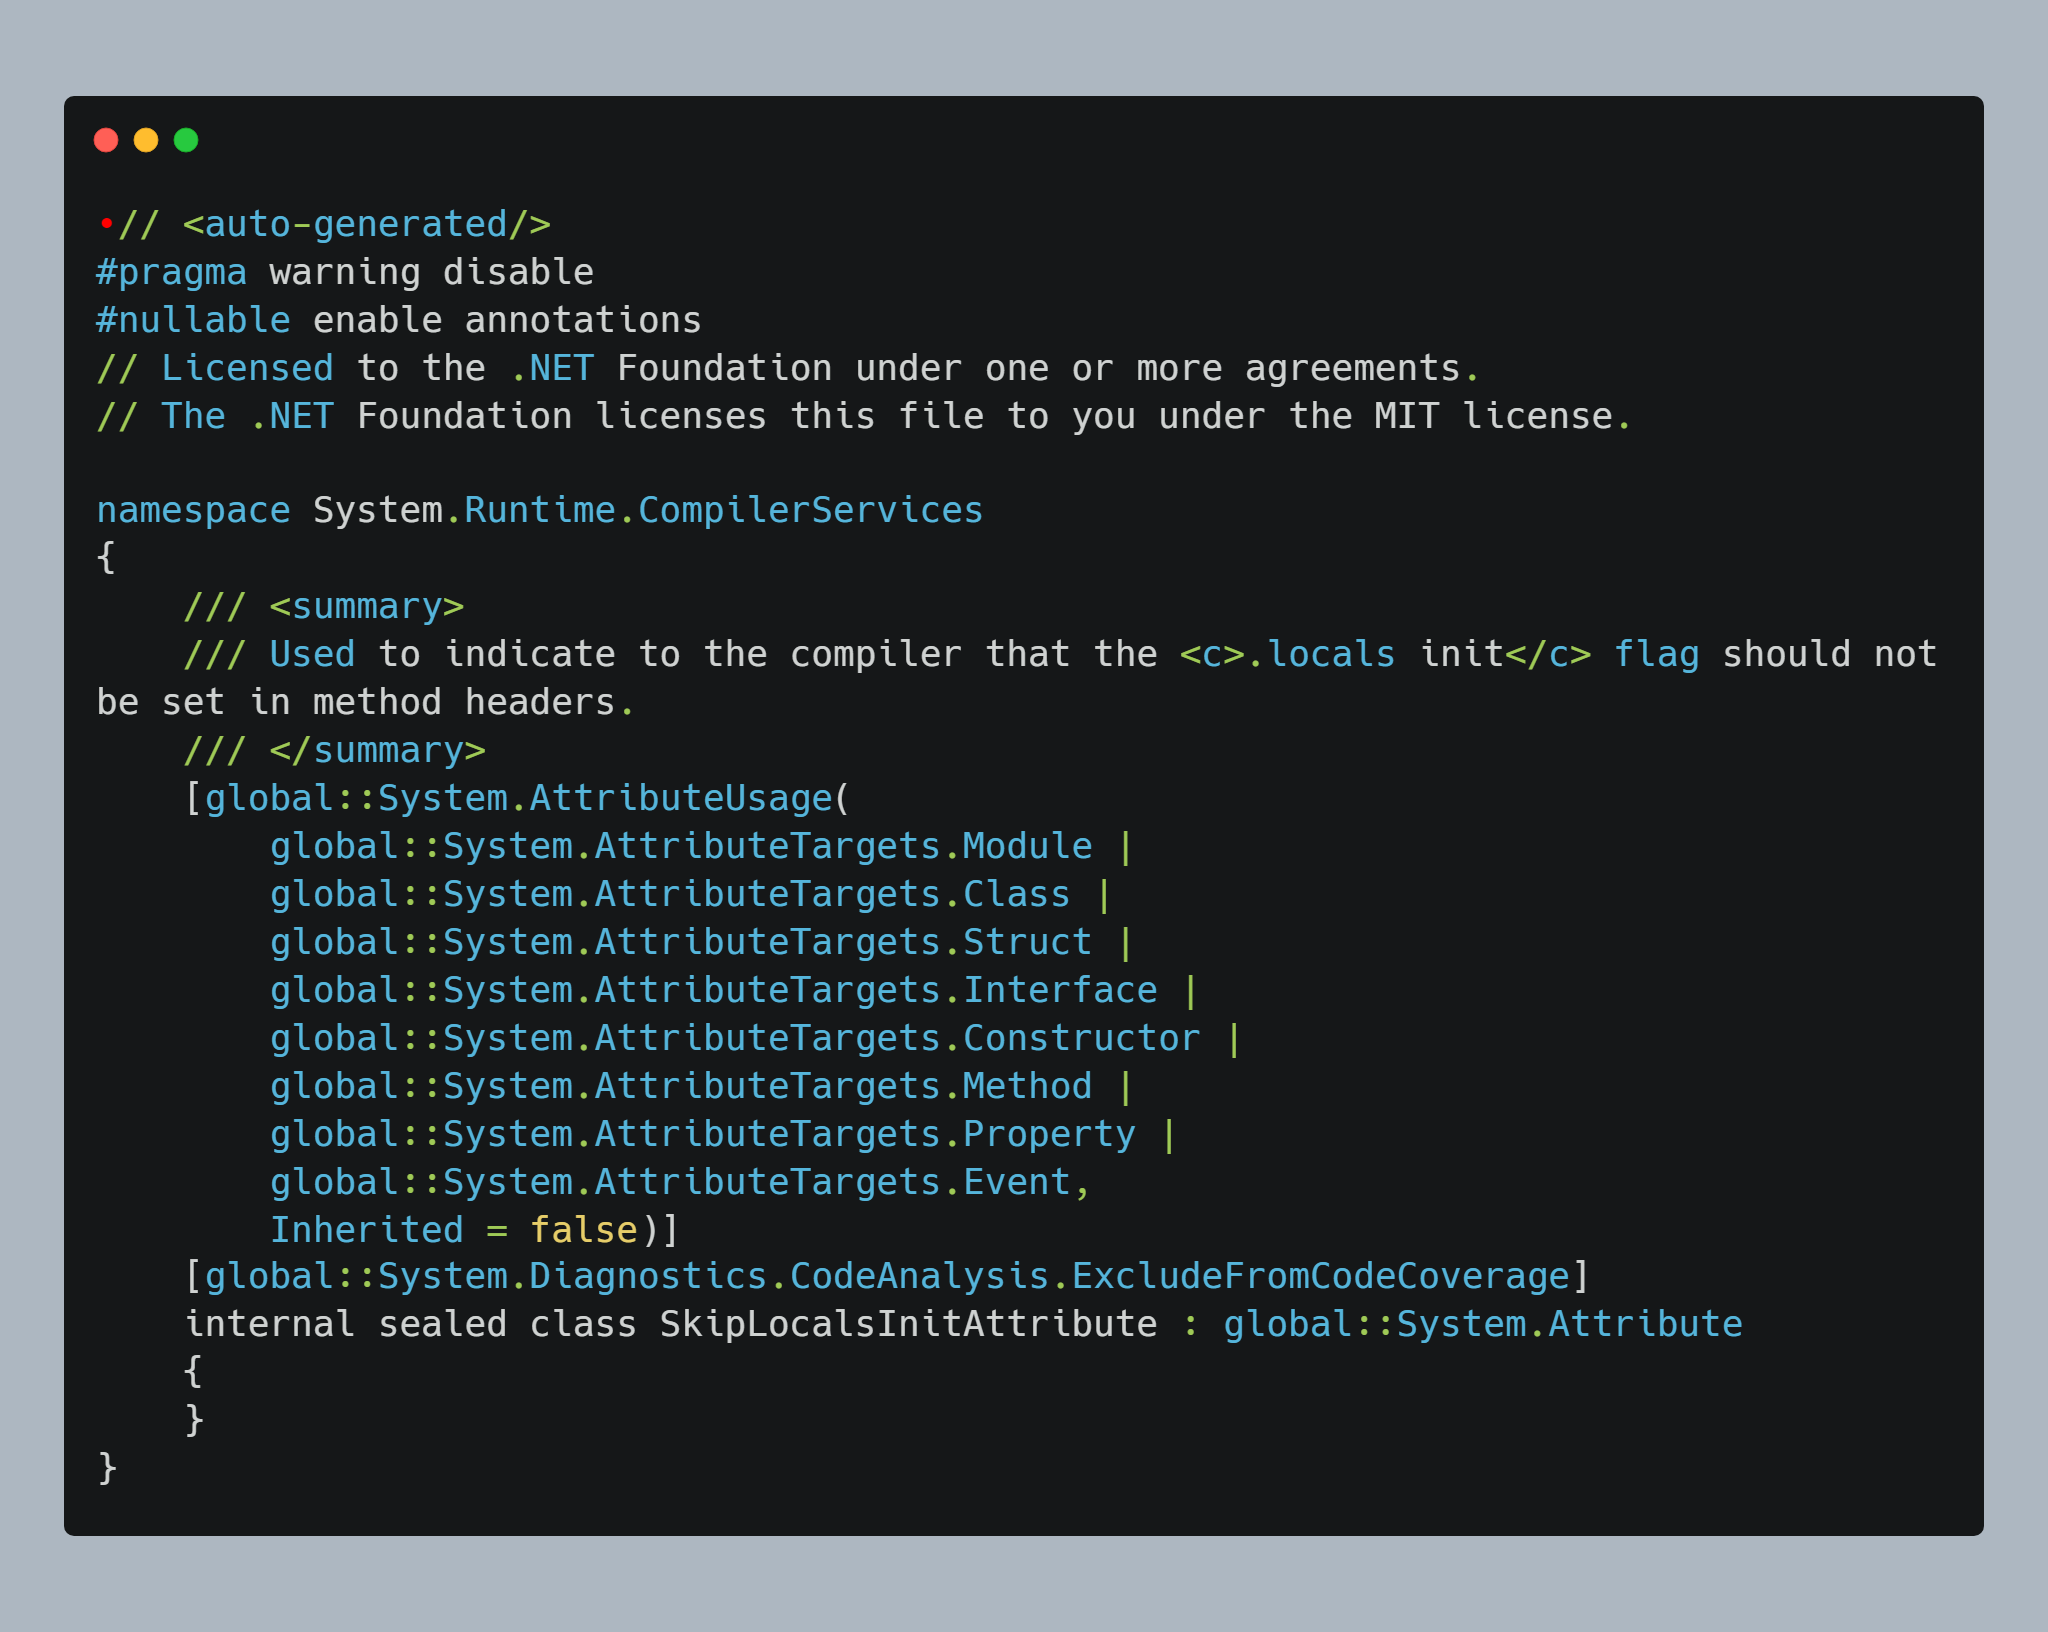 •// <auto-generated/>
#pragma warning disable
#nullable enable annotations
// Licensed to the .NET Foundation under one or more agreements.
// The .NET Foundation licenses this file to you under the MIT license.

namespace System.Runtime.CompilerServices
{
    /// <summary>
    /// Used to indicate to the compiler that the <c>.locals init</c> flag should not
be set in method headers.
    /// </summary>
    [global::System.AttributeUsage(
        global::System.AttributeTargets.Module |
        global::System.AttributeTargets.Class |
        global::System.AttributeTargets.Struct |
        global::System.AttributeTargets.Interface |
        global::System.AttributeTargets.Constructor |
        global::System.AttributeTargets.Method |
        global::System.AttributeTargets.Property |
        global::System.AttributeTargets.Event,
        Inherited = false)]
    [global::System.Diagnostics.CodeAnalysis.ExcludeFromCodeCoverage]
    internal sealed class SkipLocalsInitAttribute : global::System.Attribute
    {
    }
}